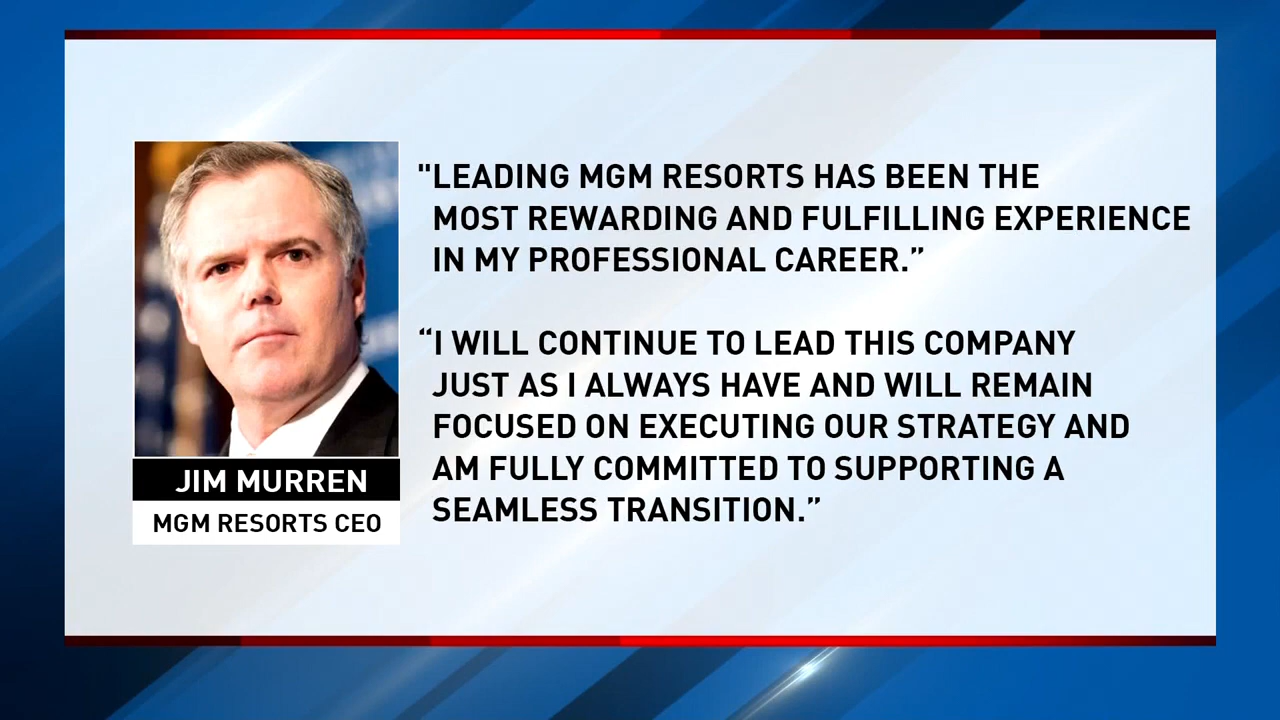 "LEADING MGM RESORTS HAS BEEN THE
MOST REWARDING AND FULFILLING EXPERIENCE
IN MY PROFESSIONAL CAREER.”
“I WILL CONTINUE TO LEAD THIS COMPANY
JUST AS I ALWAYS HAVE AND WILL REMAIN
FOCUSED ON EXECUTING OUR STRATEGY AND
AM FULLY COMMITTED TO SUPPORTING A
SEAMLESS TRANSITION.”
JIM MURREN
MGM RESORTS CEO